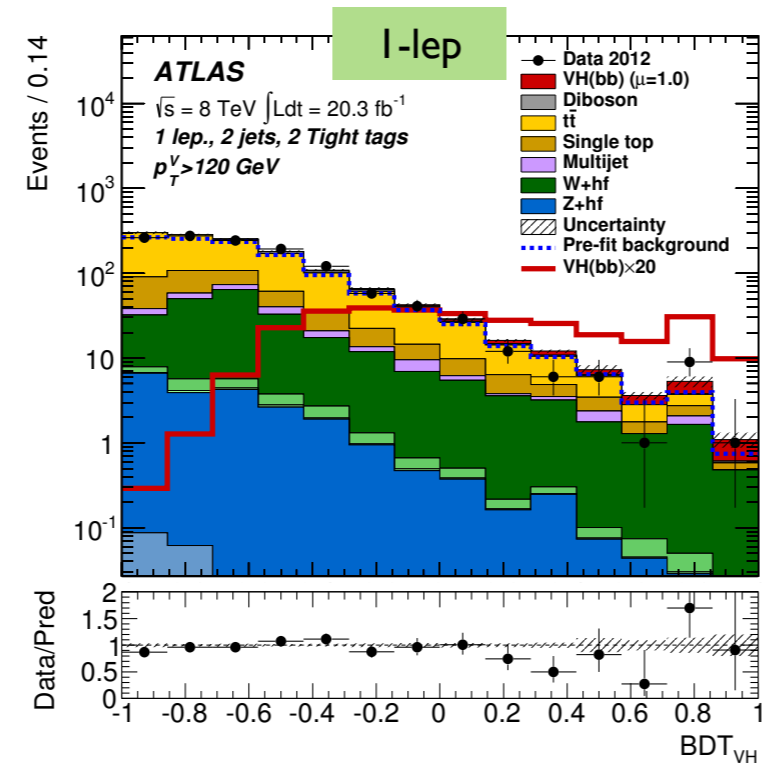 1-lep
Events / 0.14
ATLAS
√s = 8 TeV ∫Ldt = 20.3 fb⁻¹
1 lep., 2 jets, 2 Tight tags
p_T^V>120 GeV
Data 2012
VH(bb) (μ=1.0)
Diboson
tt̄
Single top
Multijet
W+hf
Z+hf
Uncertainty
Pre-fit background
VH(bb)×20
10⁴
10³
10²
10
1
10⁻¹
Data/Pred
2
1.5
1
0.5
0
-1 -0.8 -0.6 -0.4 -0.2 0 0.2 0.4 0.6 0.8 1
BDT_VH